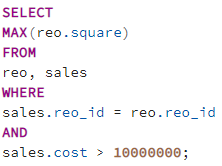 SELECT
MAX(reo.square)
FROM
reo, sales
WHERE
sales.reo_id = reo.reo_id
AND
sales.cost > 10000000;